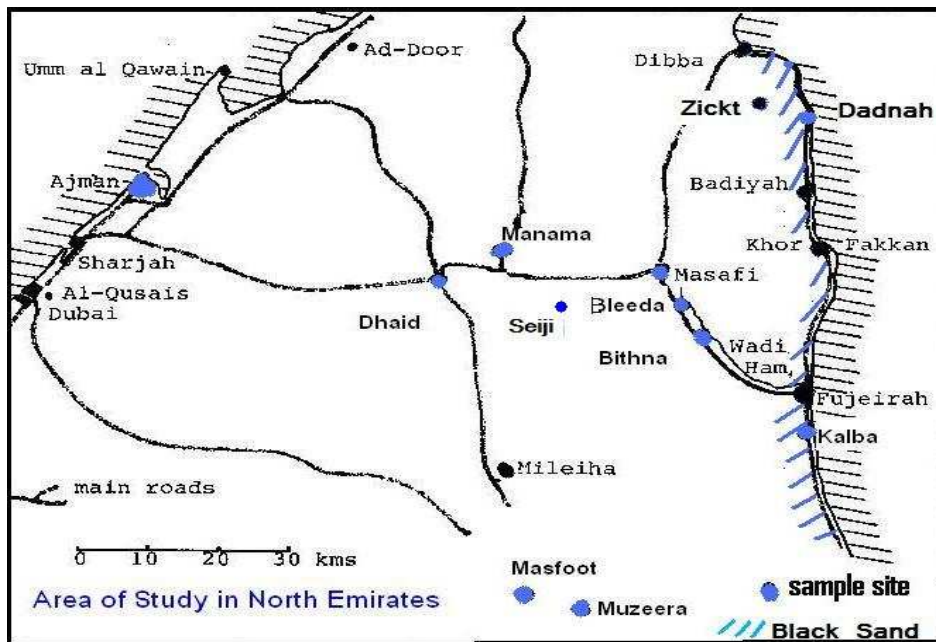 Ad-Door
Umm al Qawain
Dibba
Zickt
Dadnah
Ajman
Badiyah
Manama
Khor Fakkan
Sharjah
Masafi
Al-Qusais
Dubai
Dhaid
Seiji
Bleeda
Bithna
Wadi
Ham,
Fujeirah
Kalba
Mileiha
main roads
0 10 20 30 kms
Masfoot
Muzeera
Area of Study in North Emirates
sample site
Black Sand